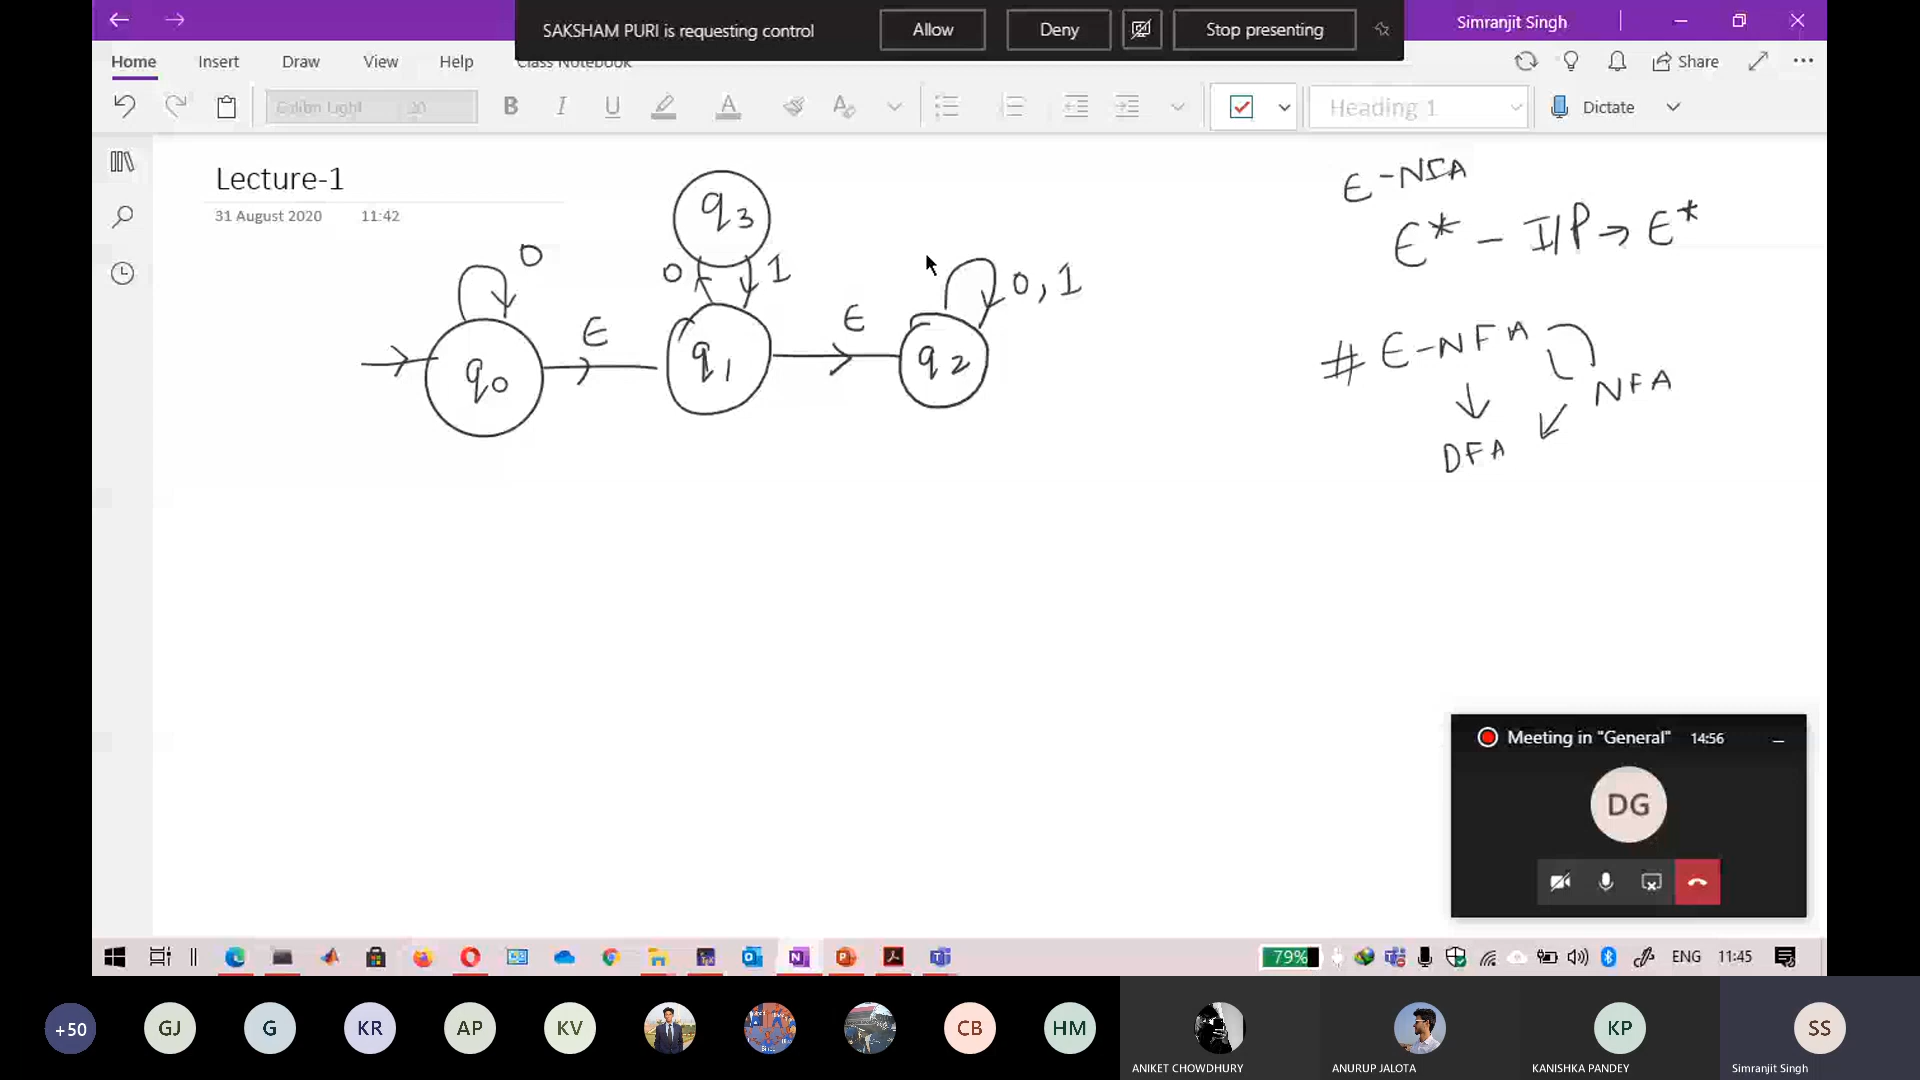 SAKSHAM PURI is requesting control
Allow
Deny
Stop presenting
Simranjit Singh
Home
Insert
Draw
View
Help
Class Notebook
Share
Calibri Light
20
B
I
U
A
Heading 1
Dictate
Lecture-1
31 August 2020
11:42
q3
0
0
1
0, 1
ϵ
ϵ
q0
q1
q2
ϵ-NFA
ϵ* - I/P → ϵ*
# ϵ-NFA
NFA
DFA
Meeting in "General"
14:56
DG
79%
ENG
11:45
+50
GJ
G
KR
AP
KV
CB
HM
KP
SS
ANIKET CHOWDHURY
ANURUP JALOTA
KANISHKA PANDEY
Simranjit Singh